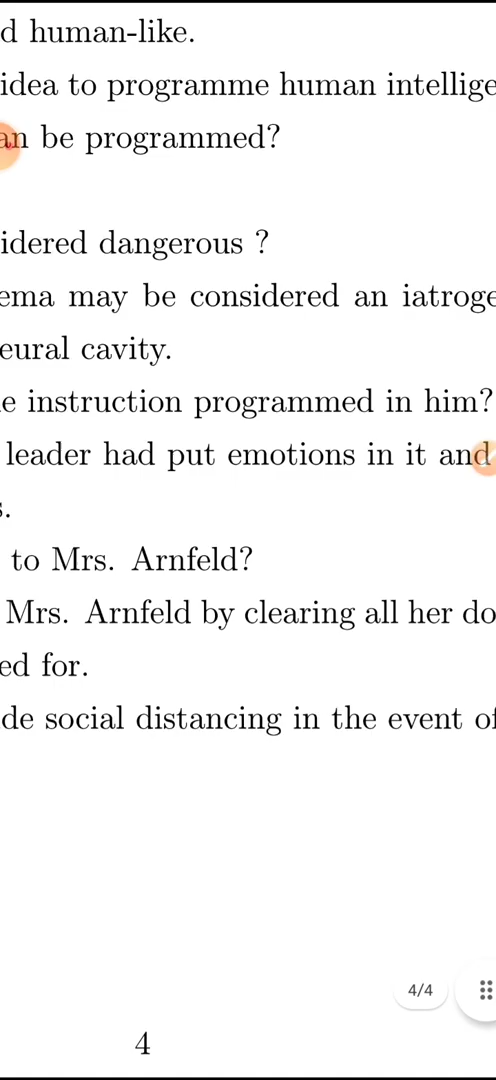 d human-like.
idea to programme human intellige
an be programmed?
idered dangerous ?
ema may be considered an iatroge
eural cavity.
e instruction programmed in him?
leader had put emotions in it and
s.
to Mrs. Arnfeld?
Mrs. Arnfeld by clearing all her do
ed for.
de social distancing in the event of
4/4
4